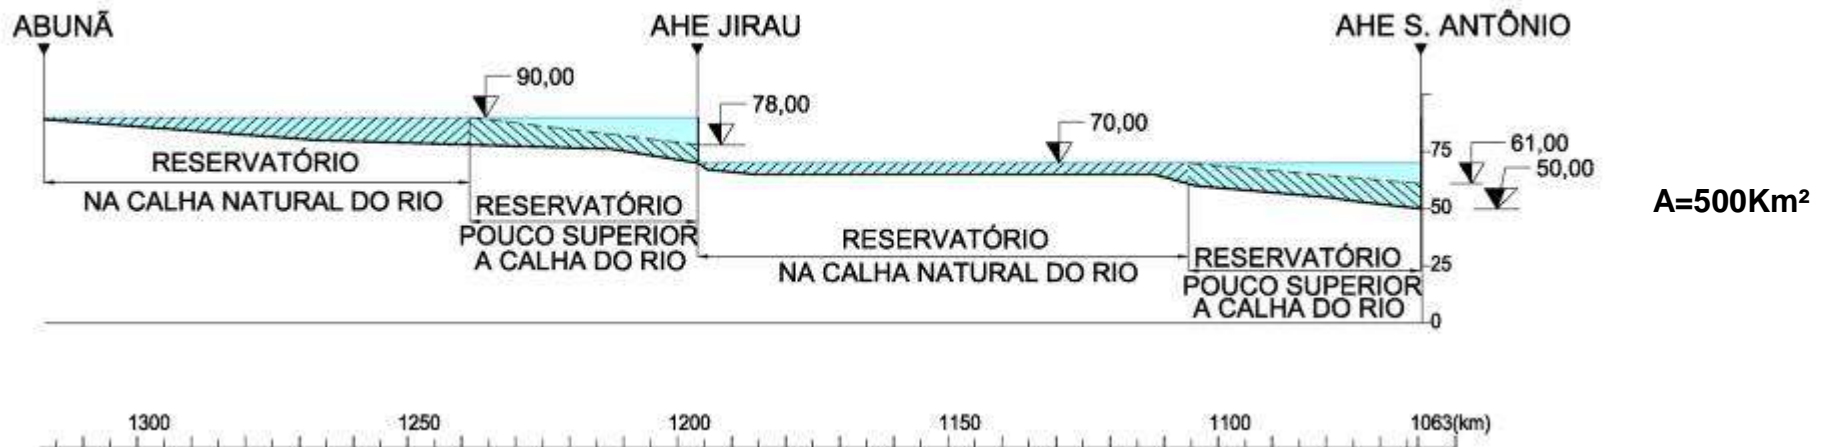 ABUNÃ
AHE JIRAU
AHE S. ANTÔNIO
90,00
78,00
70,00
61,00
50,00
75
50
25
0
RESERVATÓRIO
NA CALHA NATURAL DO RIO
RESERVATÓRIO
POUCO SUPERIOR
A CALHA DO RIO
RESERVATÓRIO
NA CALHA NATURAL DO RIO
RESERVATÓRIO
POUCO SUPERIOR
A CALHA DO RIO
A=500Km²
1300 1250 1200 1150 1100 1063(km)